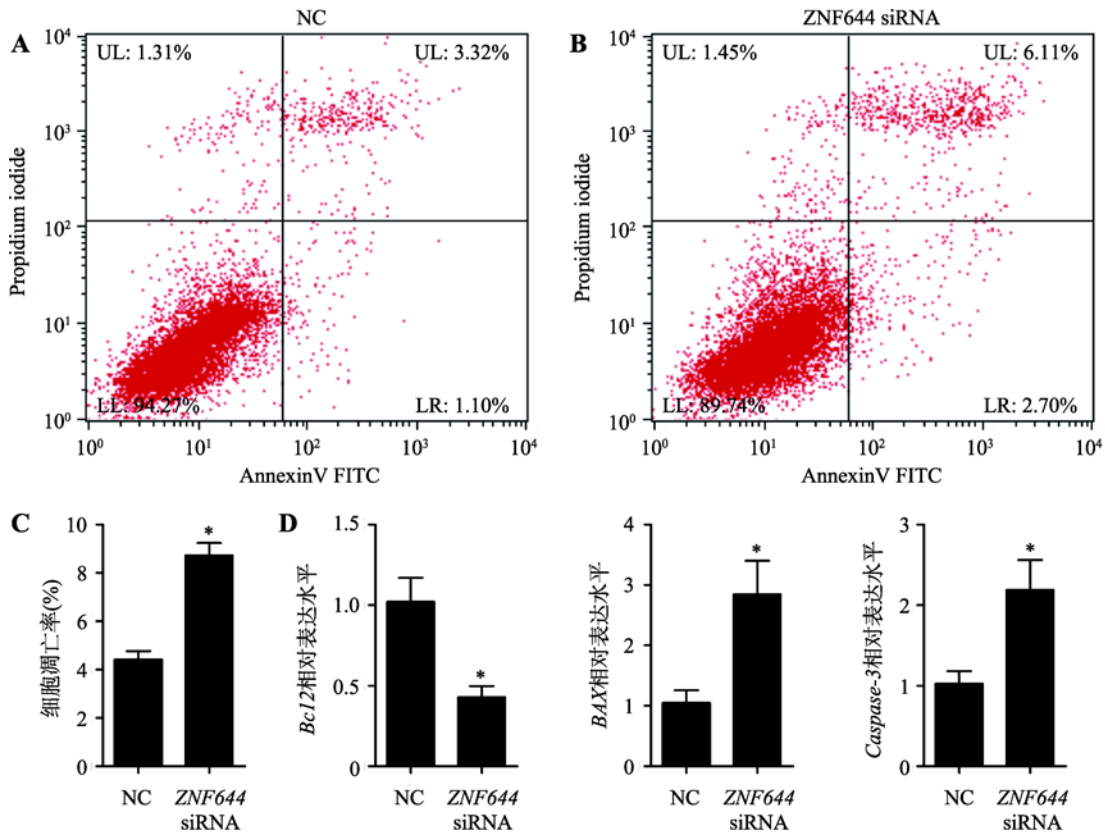 NC
ZNF644 siRNA
A
B
10⁴
UL: 1.31%
UL: 3.32%
10³
10²
10¹
10⁰
Propidium iodide
LL: 94.27%
LR: 1.10%
10⁰ 10¹ 10² 10³ 10⁴
AnnexinV FITC
10⁴
UL: 1.45%
UL: 6.11%
10³
10²
10¹
10⁰
Propidium iodide
LL: 89.74%
LR: 2.70%
10⁰ 10¹ 10² 10³ 10⁴
AnnexinV FITC
C
细胞凋亡率(%)
10
8
6
4
2
0
*
NC
ZNF644
siRNA
D
Bc12相对表达水平
1.5
1.0
0.5
0
*
NC
ZNF644
siRNA
BAX相对表达水平
4
3
2
1
0
*
NC
ZNF644
siRNA
Caspase-3相对表达水平
3
2
1
0
*
NC
ZNF644
siRNA